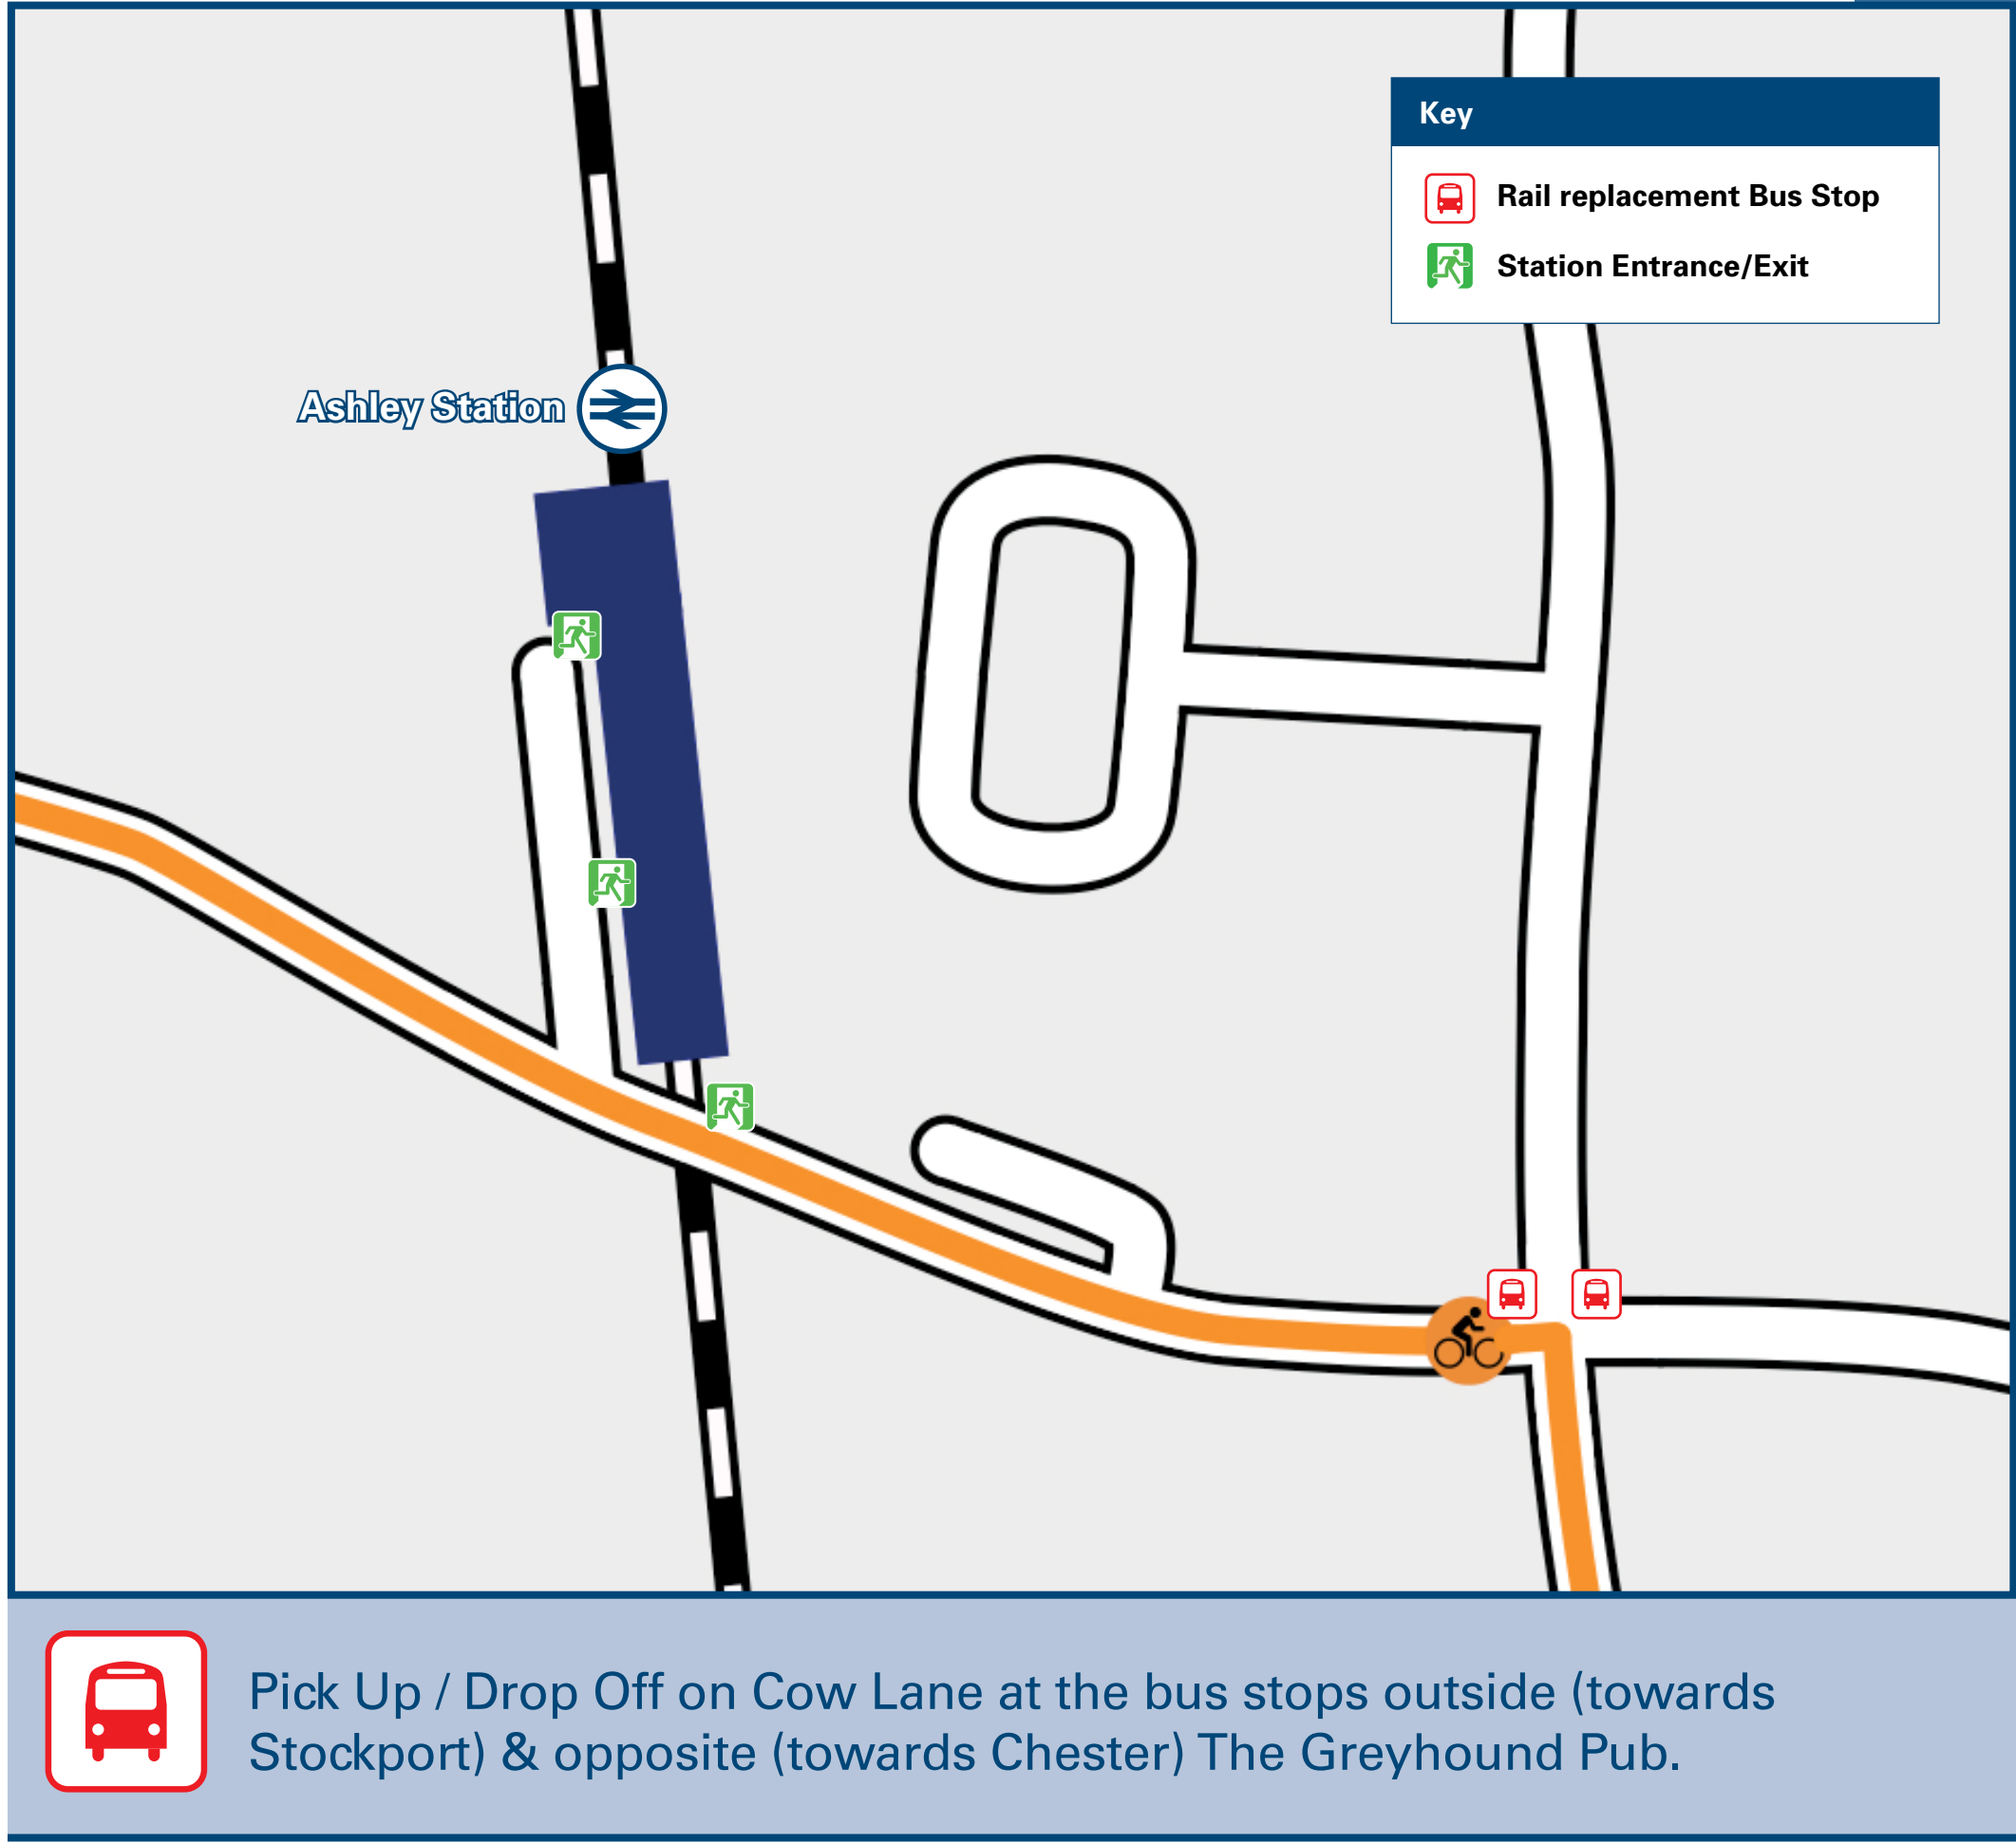 Key
Rail replacement Bus Stop
Station Entrance/Exit
Ashley Station
Pick Up / Drop Off on Cow Lane at the bus stops outside (towards
Stockport) & opposite (towards Chester) The Greyhound Pub.